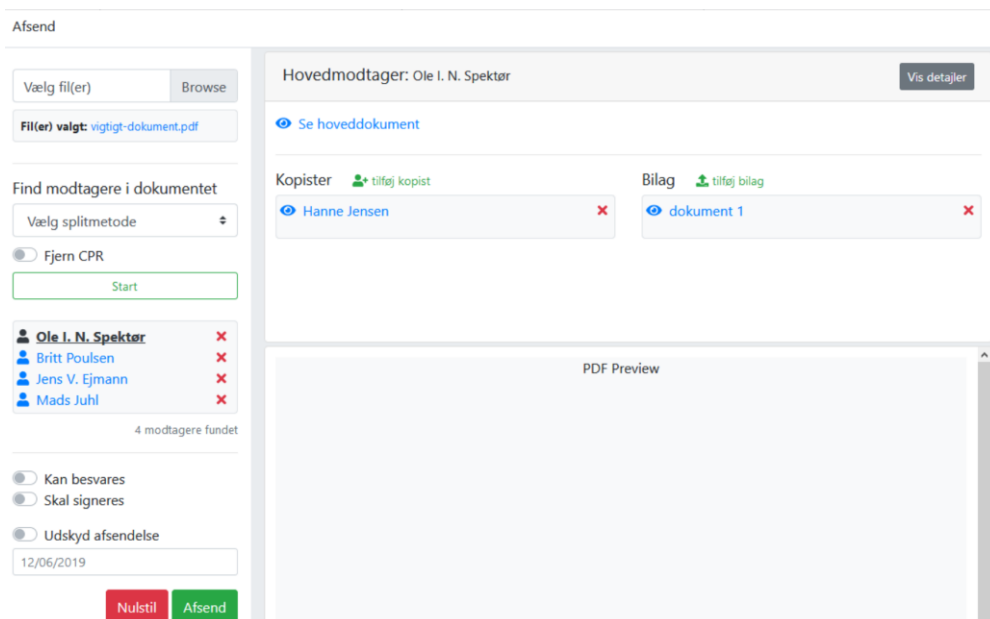 Afsend
Vælg fil(er) Browse
Fil(er) valgt: vigtigt-dokument.pdf
Find modtagere i dokumentet
Vælg splitmetode
Fjern CPR
Start
Ole I. N. Spektør
Britt Poulsen
Jens V. Ejmann
Mads Juhl
4 modtagere fundet
Kan besvares
Skal signeres
Udskyd afsendelse
12/06/2019
Nulstil Afsend
Hovedmodtager: Ole I. N. Spektør Vis detaljer
Se hoveddokument
Kopister tilføj kopist
Hanne Jensen
Bilag tilføj bilag
dokument 1
PDF Preview